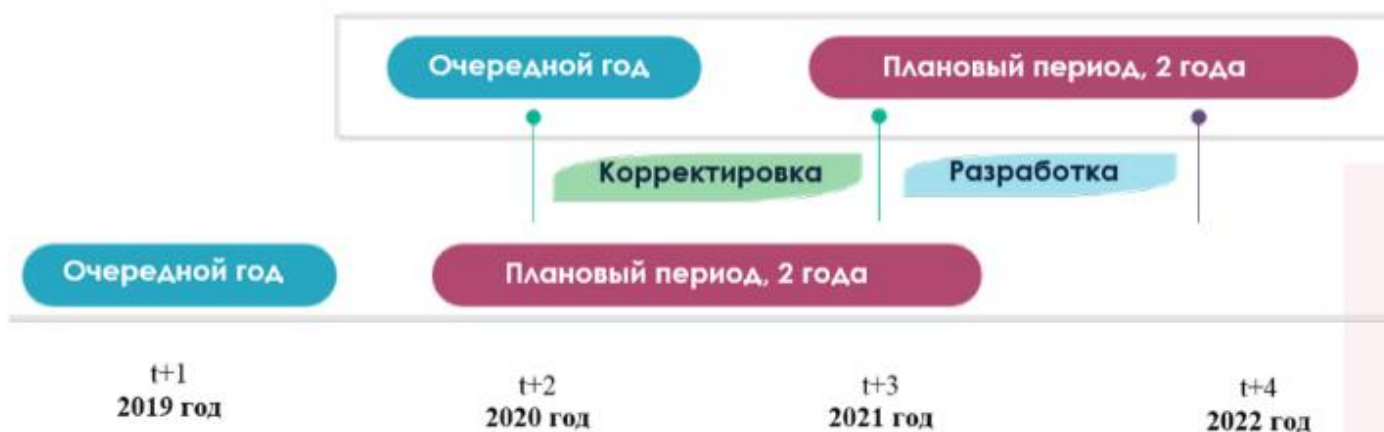 Очередной год
Плановый период, 2 года
Корректировка
Разработка
Очередной год
Плановый период, 2 года
t+1
2019 год
t+2
2020 год
t+3
2021 год
t+4
2022 год